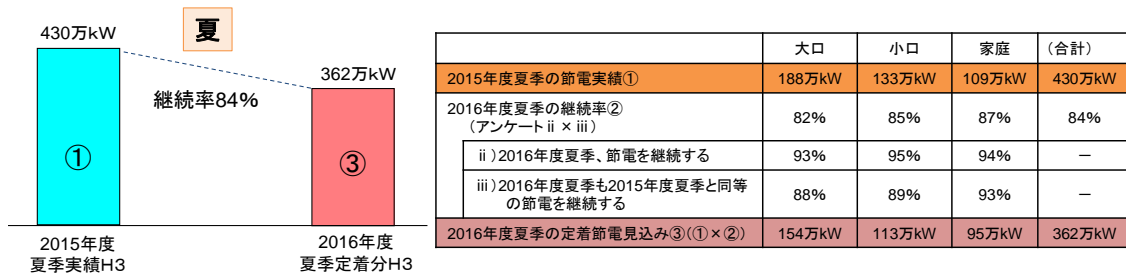 夏
430万kW
362万kW
継続率84%
①
③
2015年度
夏季実績H3
2016年度
夏季定着分H3
大口 小口 家庭 (合計)
2015年度夏季の節電実績① 188万kW 133万kW 109万kW 430万kW
2016年度夏季の継続率②
(アンケートⅱ×ⅲ) 82% 85% 87% 84%
ⅱ)2016年度夏季、節電を継続する 93% 95% 94% －
ⅲ)2016年度夏季も2015年度夏季と同等
の節電を継続する 88% 89% 93% －
2016年度夏季の定着節電見込み③(①×②) 154万kW 113万kW 95万kW 362万kW